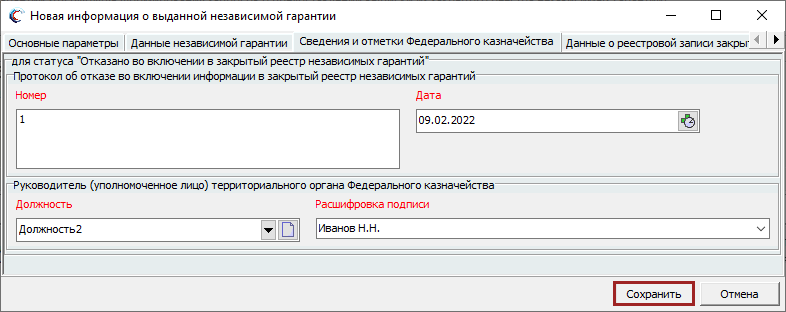 Новая информация о выданной независимой гарантии
Основные параметры Данные независимой гарантии Сведения и отметки Федерального казначейства Данные о реестровой записи закрыт
для статуса "Отказано во включении в закрытый реестр независимых гарантий"
Протокол об отказе во включении информации в закрытый реестр независимых гарантий
Номер Дата
1 09.02.2022
Руководитель (уполномоченное лицо) территориального органа Федерального казначейства
Должность Расшифровка подписи
Должность2 Иванов Н.Н.
Сохранить Отмена